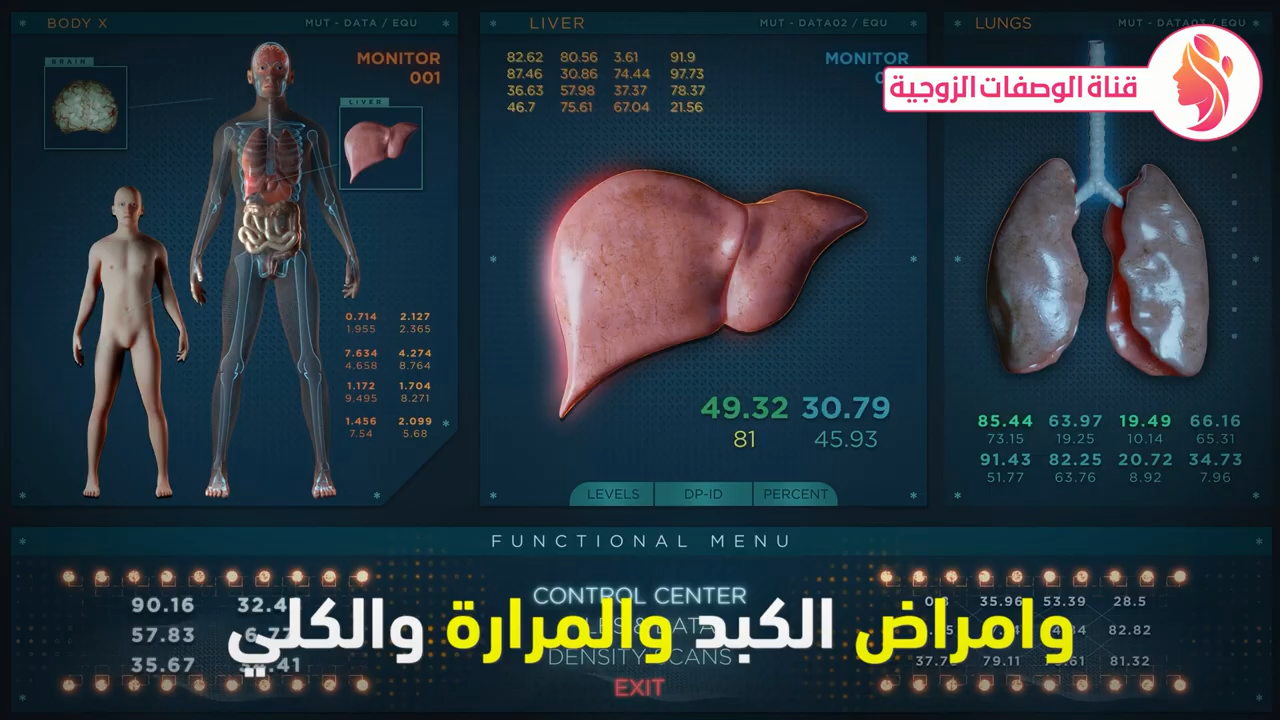 BODY X
MUT - DATA / EQU
BRAIN
MONITOR
001
LIVER
0.714 2.127
1.955 2.365
7.634 4.274
4.658 8.764
1.172 1.704
9.495 8.271
1.456 2.099
7.54 5.68
LIVER
MUT - DATA02 / EQU
82.62 80.56 3.61 91.9
87.46 30.86 74.44 97.73
36.63 57.98 37.37 78.37
46.7 75.61 67.04 21.56
MONITOR
49.32 30.79
81 45.93
LEVELS DP-ID PERCENT
LUNGS
MUT - DATA03 / EQU
قناة الوصفات الزوجية
85.44 63.97 19.49 66.16
73.15 19.25 10.14 65.31
91.43 82.25 20.72 34.73
51.77 63.76 8.92 7.96
FUNCTIONAL MENU
90.16
57.83
35.67
CONTROL CENTER
DENSITY SCANS
EXIT
35.96 53.39 28.5
82.82
79.11 81.32
وامراض الكبد والمرارة والكلي